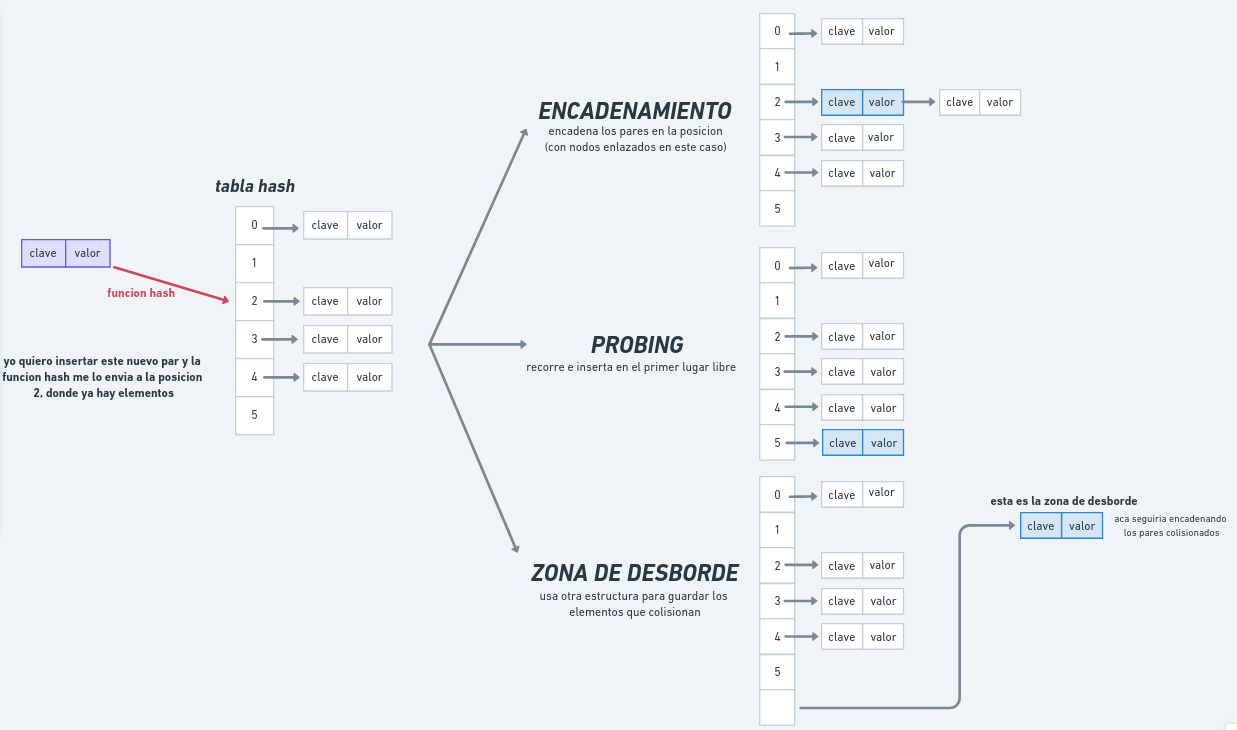 tabla hash
clave valor
funcion hash
yo quiero insertar este nuevo par y la
funcion hash me lo envia a la posicion
2, donde ya hay elementos
0 clave valor
1
2 clave valor
3 clave valor
4 clave valor
5
ENCADENAMIENTO
encadena los pares en la posicion
(con nodos enlazados en este caso)
0 clave valor
1
2 clave valor clave valor
3 clave valor
4 clave valor
5
PROBING
recorre e inserta en el primer lugar libre
0 clave valor
1
2 clave valor
3 clave valor
4 clave valor
5 clave valor
ZONA DE DESBORDE
usa otra estructura para guardar los
elementos que colisionan
0 clave valor
1
2 clave valor
3 clave valor
4 clave valor
5
esta es la zona de desborde
clave valor
aca seguiria encadenando
los pares colisionados